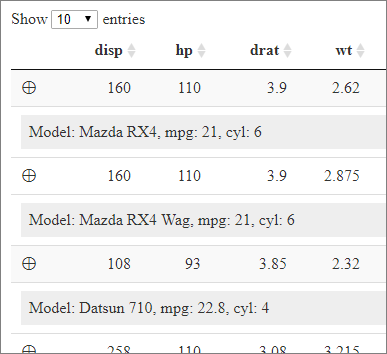 Show 10 entries
disp hp drat wt
⊕ 160 110 3.9 2.62
Model: Mazda RX4, mpg: 21, cyl: 6
⊕ 160 110 3.9 2.875
Model: Mazda RX4 Wag, mpg: 21, cyl: 6
⊕ 108 93 3.85 2.32
Model: Datsun 710, mpg: 22.8, cyl: 4
⊕ 258 110 3.08 3.215